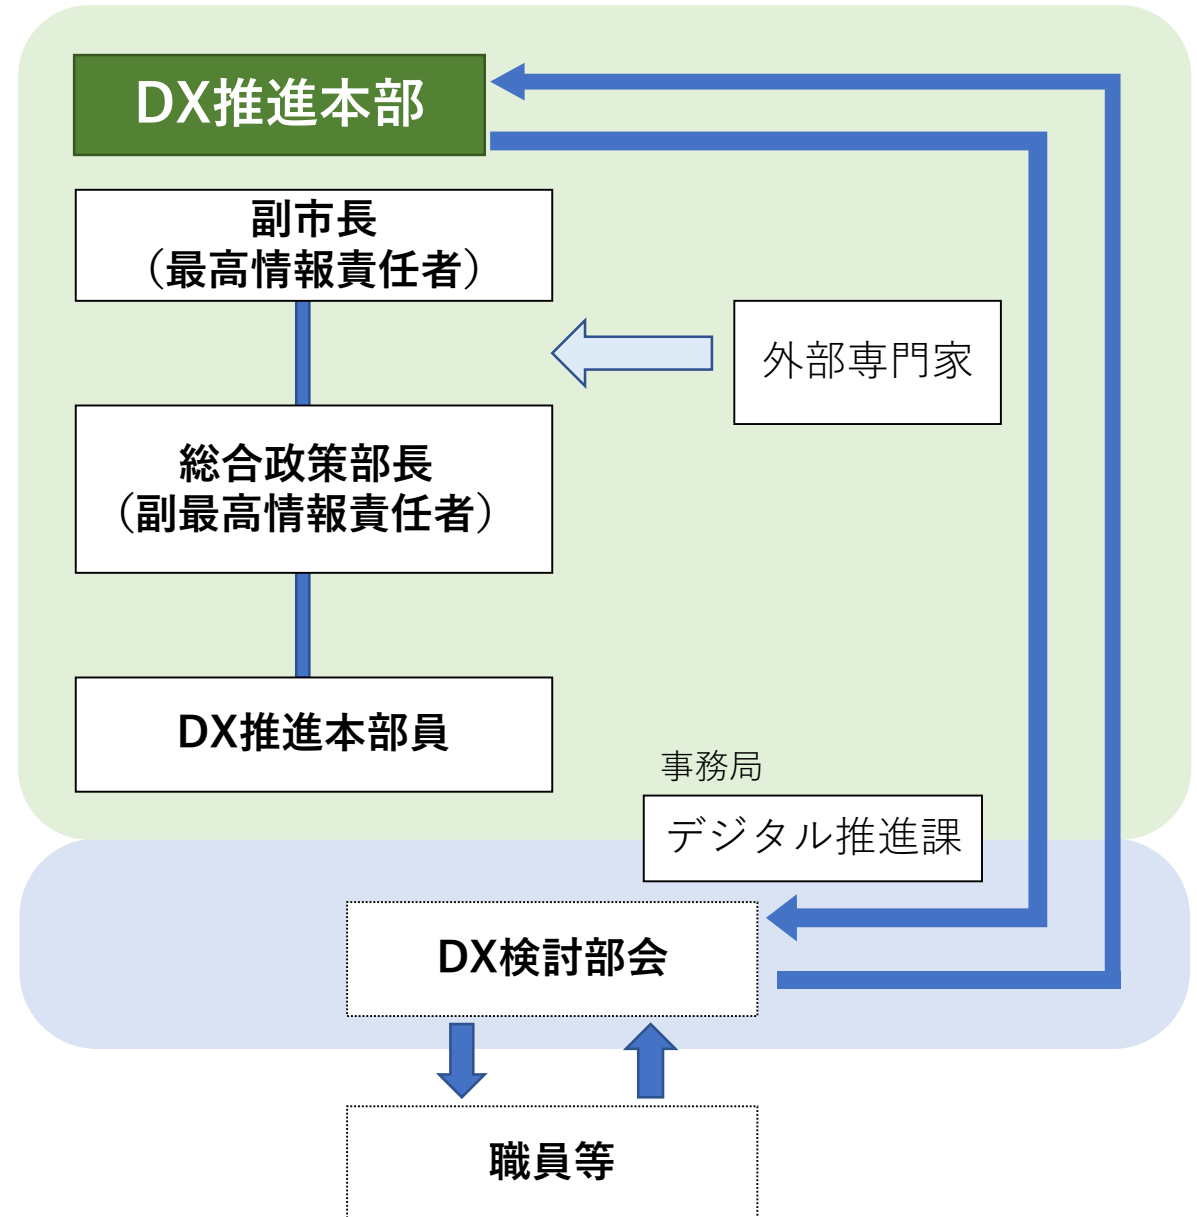 DX推進本部
副市長
（最高情報責任者）
外部専門家
総合政策部長
（副最高情報責任者）
DX推進本部員
事務局
デジタル推進課
DX検討部会
職員等